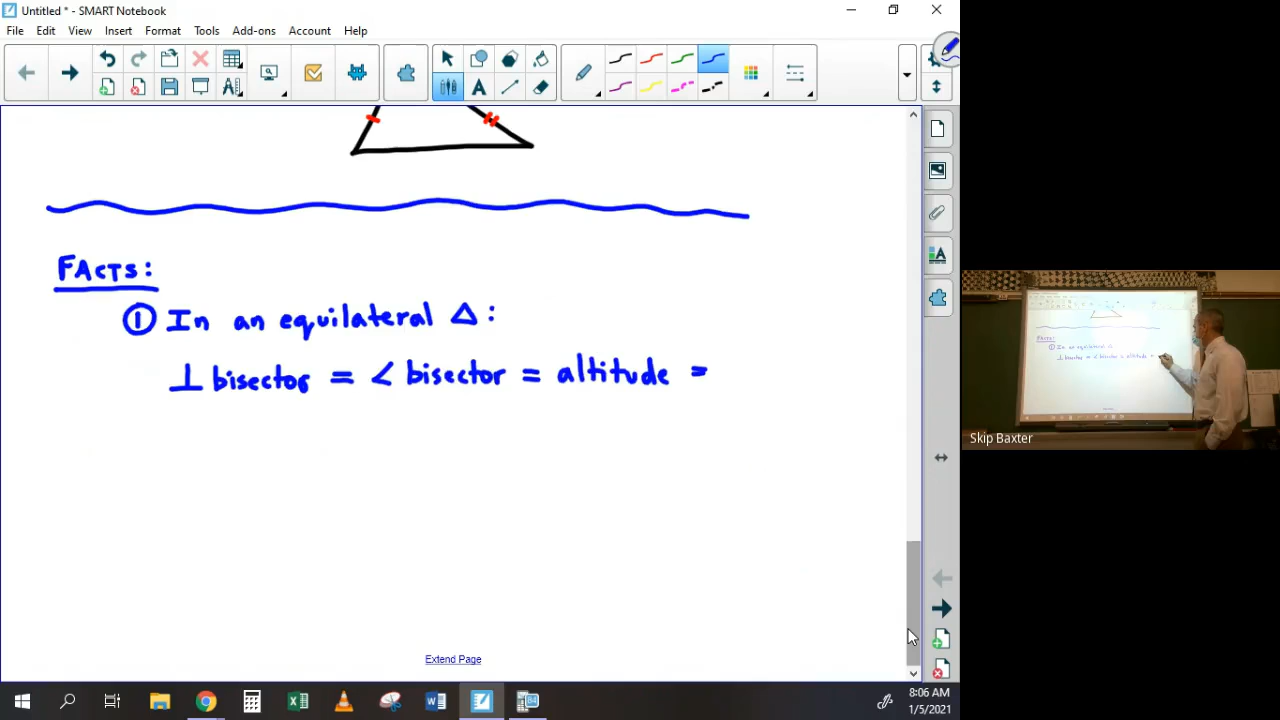 Untitled * - SMART Notebook
File Edit View Insert Format Tools Add-ons Account Help
FACTS:
① In an equilateral △:
⊥ bisector = ∠ bisector = altitude =
Skip Baxter
Extend Page
8:06 AM
1/5/2021